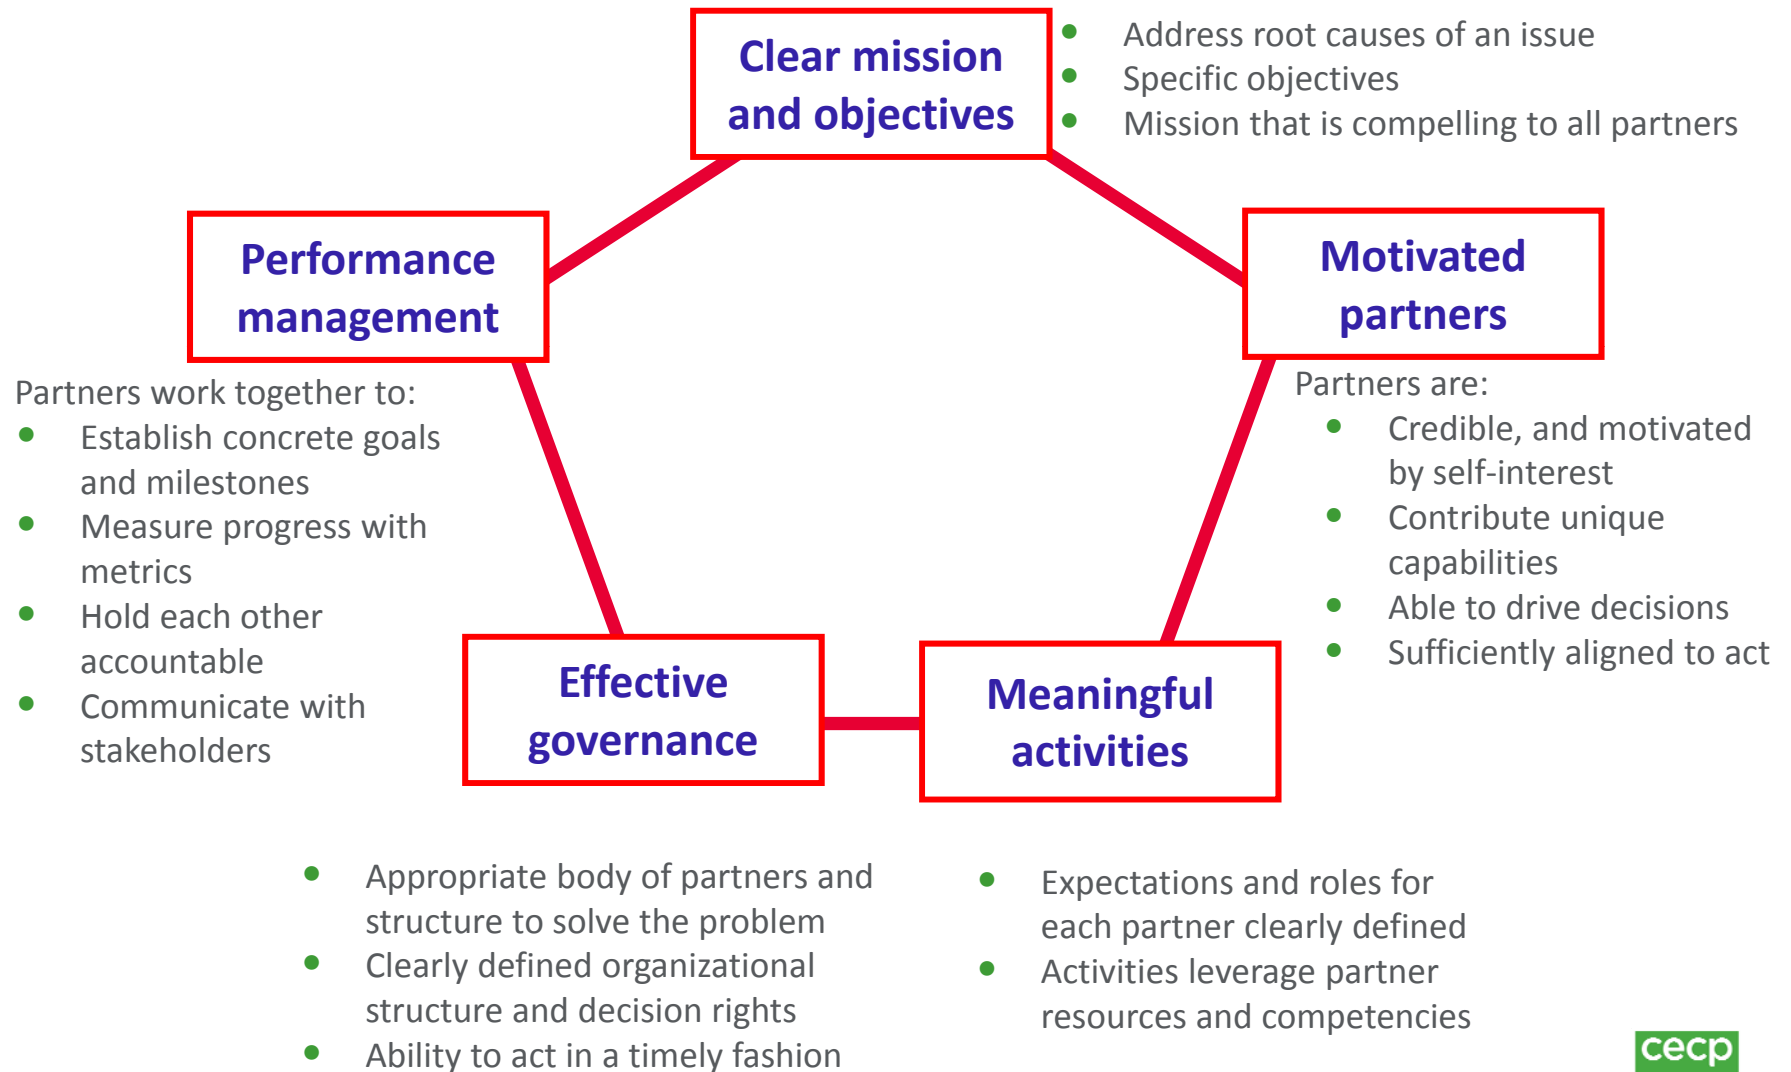 Clear mission
and objectives
• Address root causes of an issue
• Specific objectives
• Mission that is compelling to all partners
Motivated
partners
Partners are:
• Credible, and motivated
by self-interest
• Contribute unique
capabilities
• Able to drive decisions
• Sufficiently aligned to act
Meaningful
activities
• Expectations and roles for
each partner clearly defined
• Activities leverage partner
resources and competencies
Effective
governance
• Appropriate body of partners and
structure to solve the problem
• Clearly defined organizational
structure and decision rights
• Ability to act in a timely fashion
Performance
management
Partners work together to:
• Establish concrete goals
and milestones
• Measure progress with
metrics
• Hold each other
accountable
• Communicate with
stakeholders
cecp